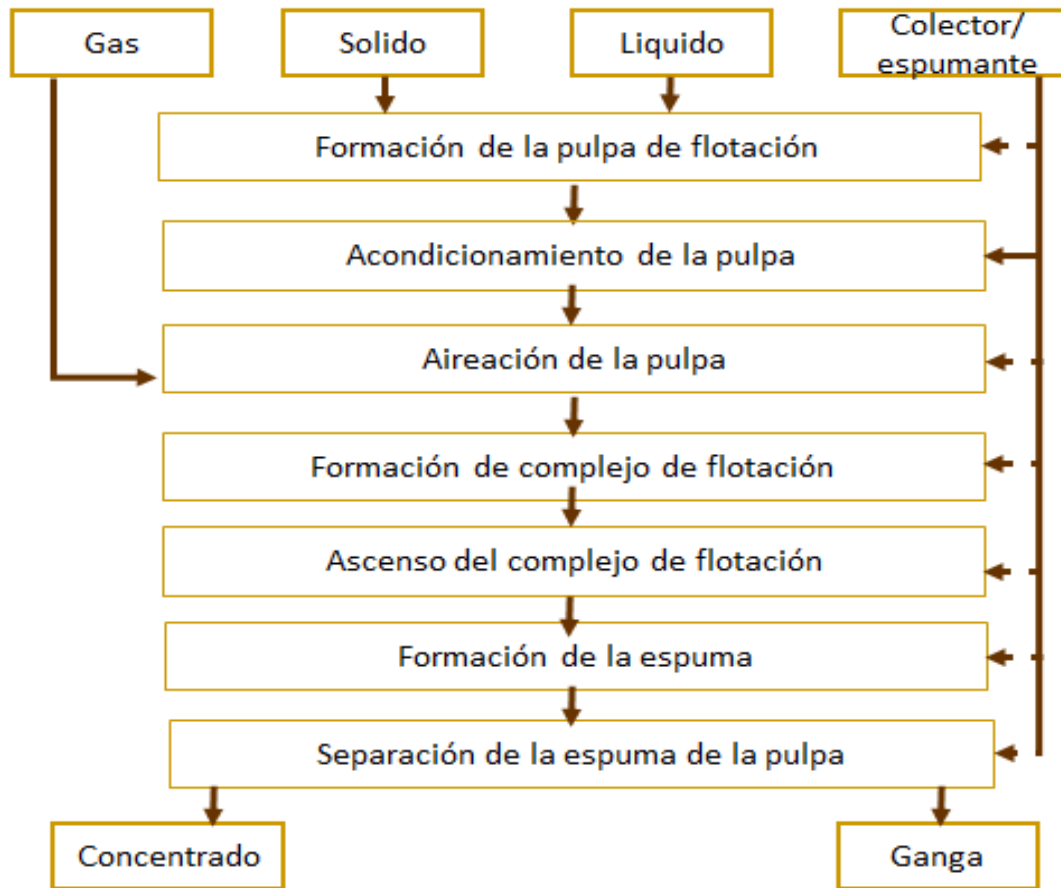 Gas
Solido
Liquido
Colector/
espumante
Formación de la pulpa de flotación
Acondicionamiento de la pulpa
Aireación de la pulpa
Formación de complejo de flotación
Ascenso del complejo de flotación
Formación de la espuma
Separación de la espuma de la pulpa
Concentrado
Ganga